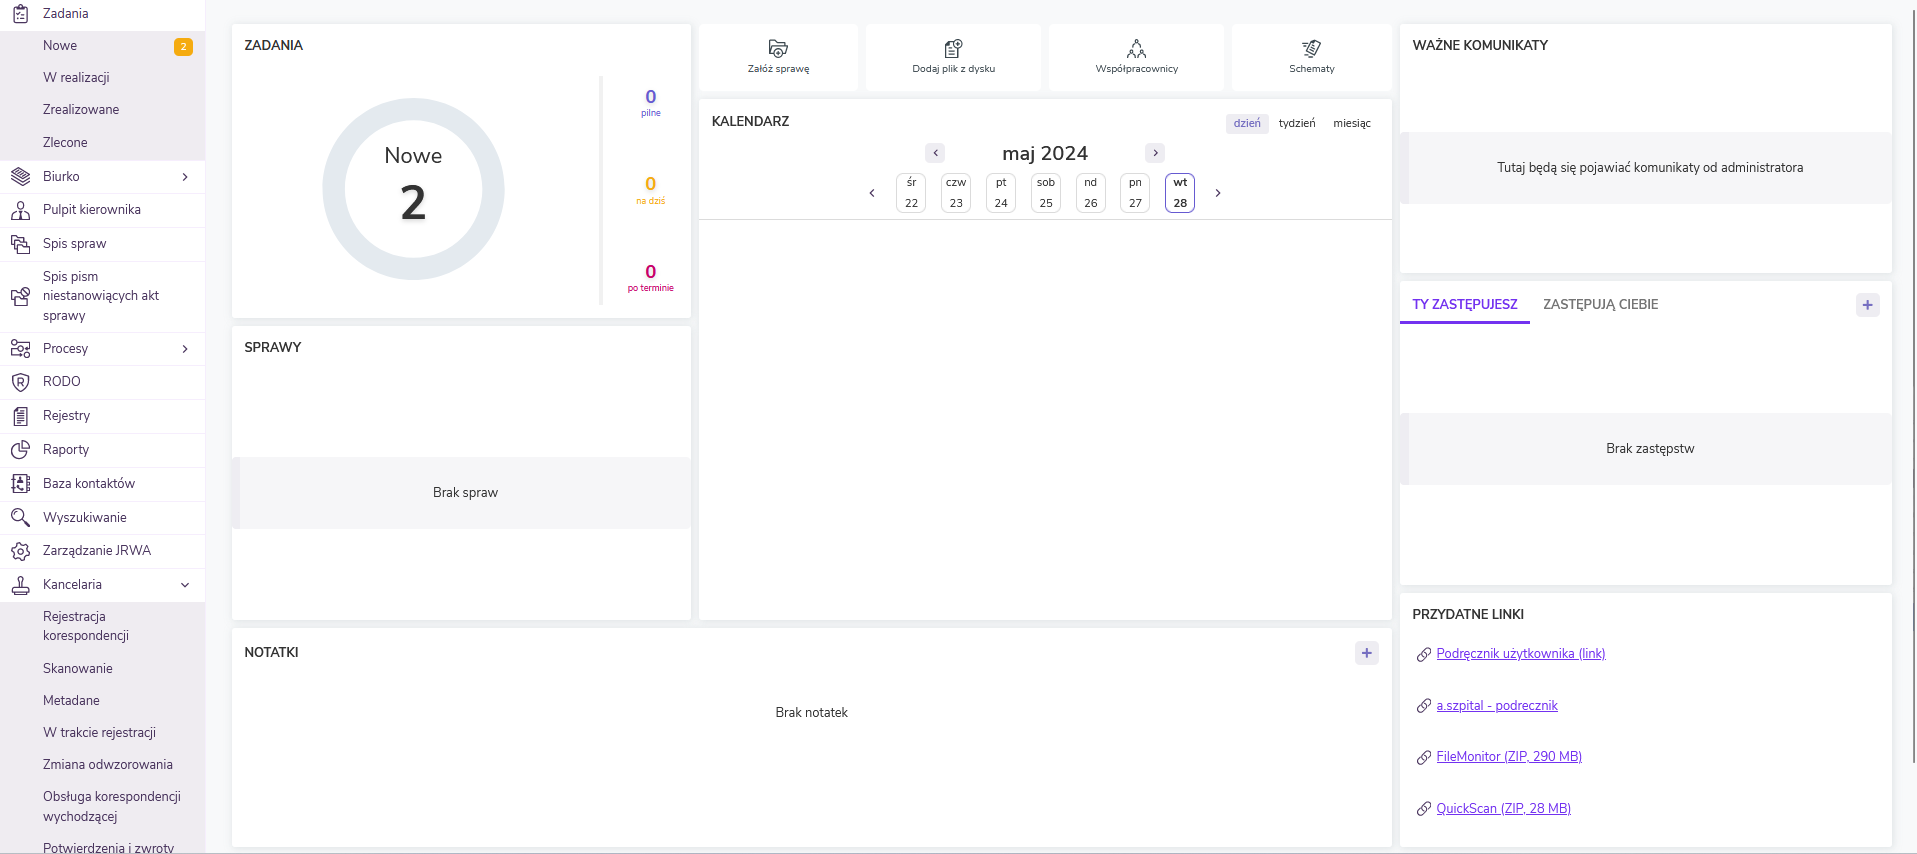 Zadania
Nowe
2
W realizacji
Zrealizowane
Zlecone
Biurko
Pulpit kierownika
Spis spraw
Spis pism
niestanowiących akt
sprawy
Procesy
RODO
Rejestry
Raporty
Baza kontaktów
Wyszukiwanie
Zarządzanie JRWA
Kancelaria
Rejestracja
korespondencji
Skanowanie
Metadane
W trakcie rejestracji
Zmiana odwzorowania
Obsługa korespondencji
wychodzącej
Potwierdzenia i zwroty
ZADANIA
Nowe
2
0
pilne
0
na dziś
0
po terminie
SPRAWY
Brak spraw
Załóż sprawę
Dodaj plik z dysku
Współpracownicy
Schematy
KALENDARZ
dzień tydzień miesiąc
maj 2024
śr czw pt sob nd pn wt
22 23 24 25 26 27 28
NOTATKI
Brak notatek
WAŻNE KOMUNIKATY
Tutaj będą się pojawiać komunikaty od administratora
TY ZASTĘPUJESZ ZASTĘPUJĄ CIEBIE
Brak zastępstw
PRZYDATNE LINKI
Podręcznik użytkownika (link)
a.szpital - podrecznik
FileMonitor (ZIP, 290 MB)
QuickScan (ZIP, 28 MB)